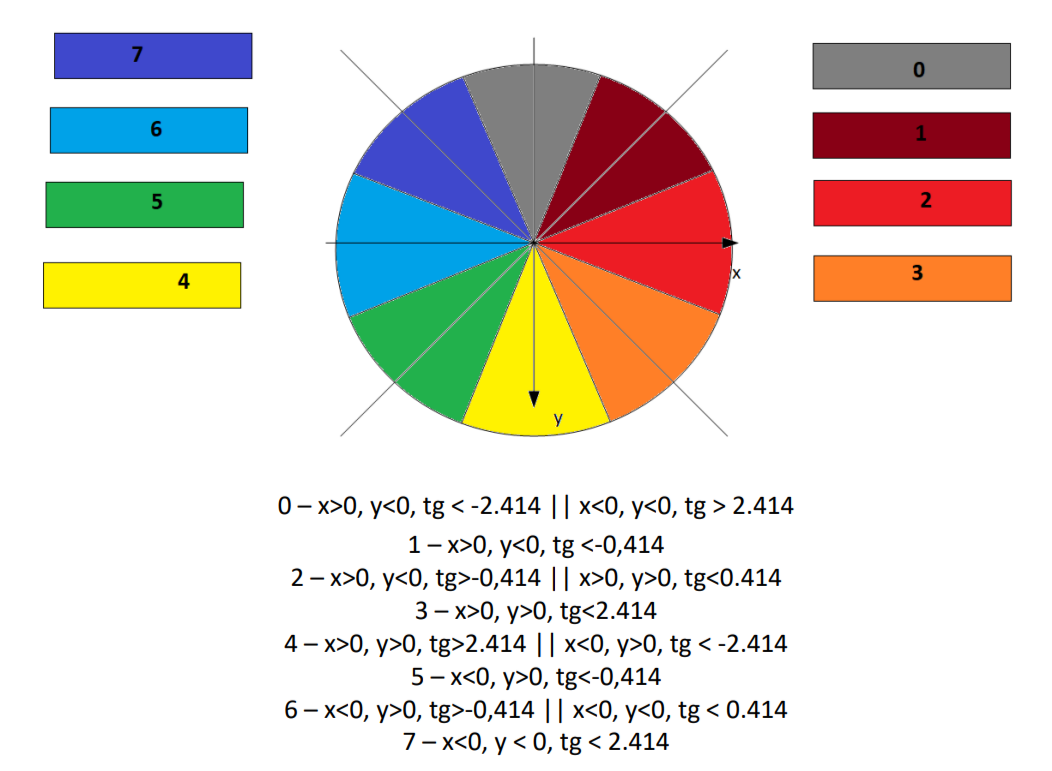 7
0
6
1
5
2
4
3
x
y
0 – x>0, y<0, tg < -2.414 || x<0, y<0, tg > 2.414
1 – x>0, y<0, tg <-0,414
2 – x>0, y<0, tg>-0,414 || x>0, y>0, tg<0.414
3 – x>0, y>0, tg<2.414
4 – x>0, y>0, tg>2.414 || x<0, y>0, tg < -2.414
5 – x<0, y>0, tg<-0,414
6 – x<0, y>0, tg>-0,414 || x<0, y<0, tg < 0.414
7 – x<0, y < 0, tg < 2.414